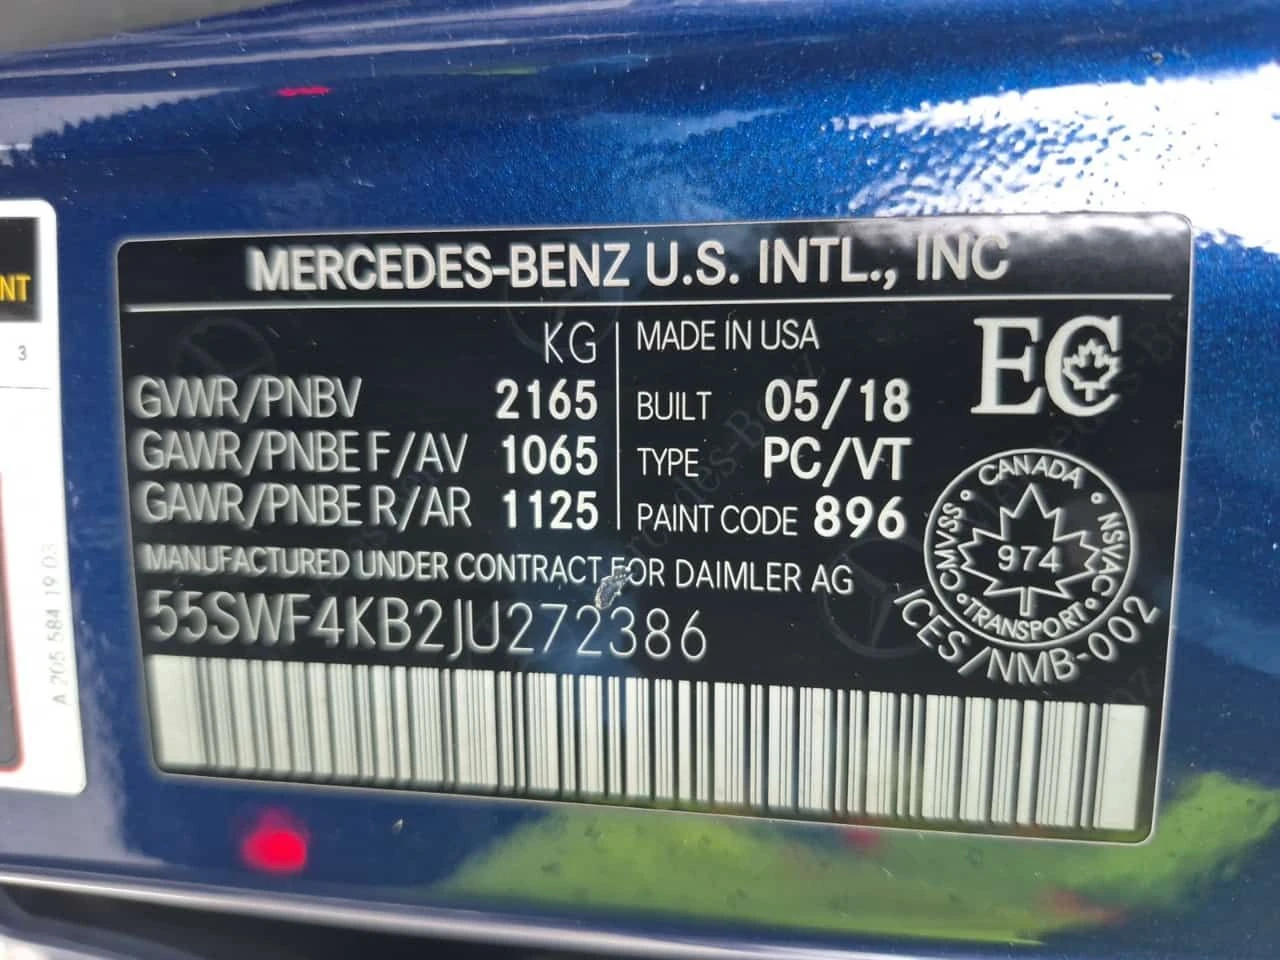 MERCEDES-BENZ U.S. INTL., INC
KG
GVWR/PNBV 2165
GAWR/PNBE F/AV 1065
GAWR/PNBE R/AR 1125
MADE IN USA
BUILT 05/18
TYPE PC/VT
PAINT CODE 896
EC
CANADA
CMVSS NSVAC
974
TRANSPORT
ICES/NMB-002
MANUFACTURED UNDER CONTRACT FOR DAIMLER AG
55SWF4KB2JU272386
NT
3
A 205 584 19 03